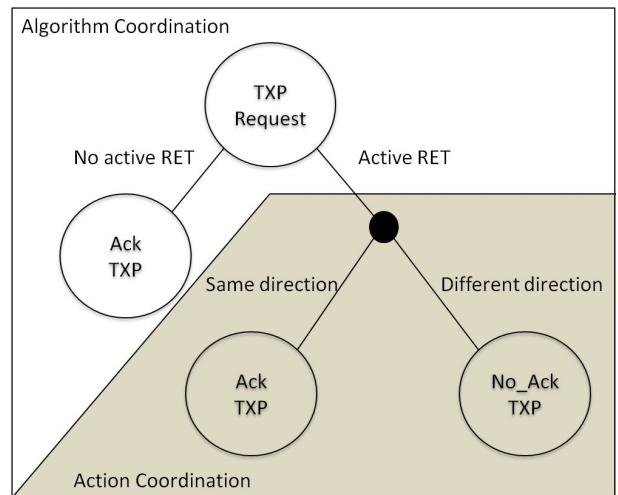 Algorithm Coordination
TXP
Request
No active RET
Active RET
Ack
TXP
Same direction
Different direction
Ack
TXP
No_Ack
TXP
Action Coordination